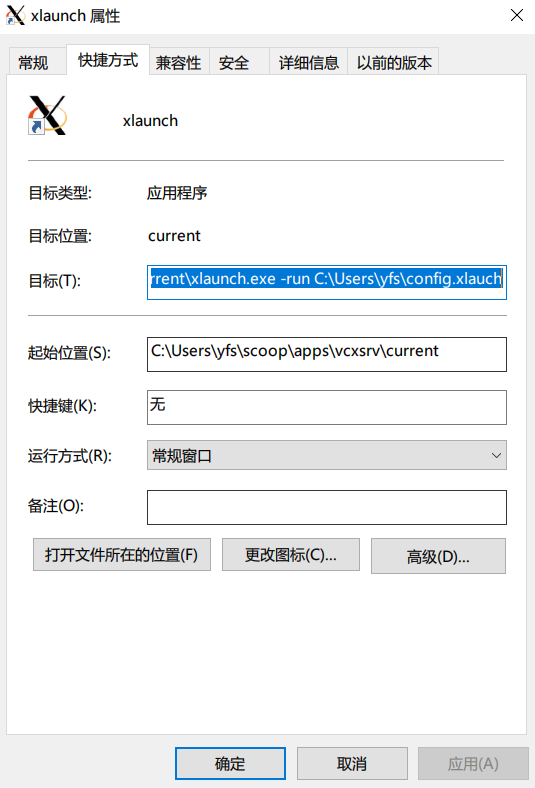 xlaunch 属性
常规 快捷方式 兼容性 安全 详细信息 以前的版本
xlaunch
目标类型: 应用程序
目标位置: current
目标(T): rrent\xlaunch.exe -run C:\Users\yfs\config.xlauch
起始位置(S): C:\Users\yfs\scoop\apps\vcxsrv\current
快捷键(K): 无
运行方式(R): 常规窗口
备注(O):
打开文件所在的位置(F) 更改图标(C)... 高级(D)...
确定 取消 应用(A)